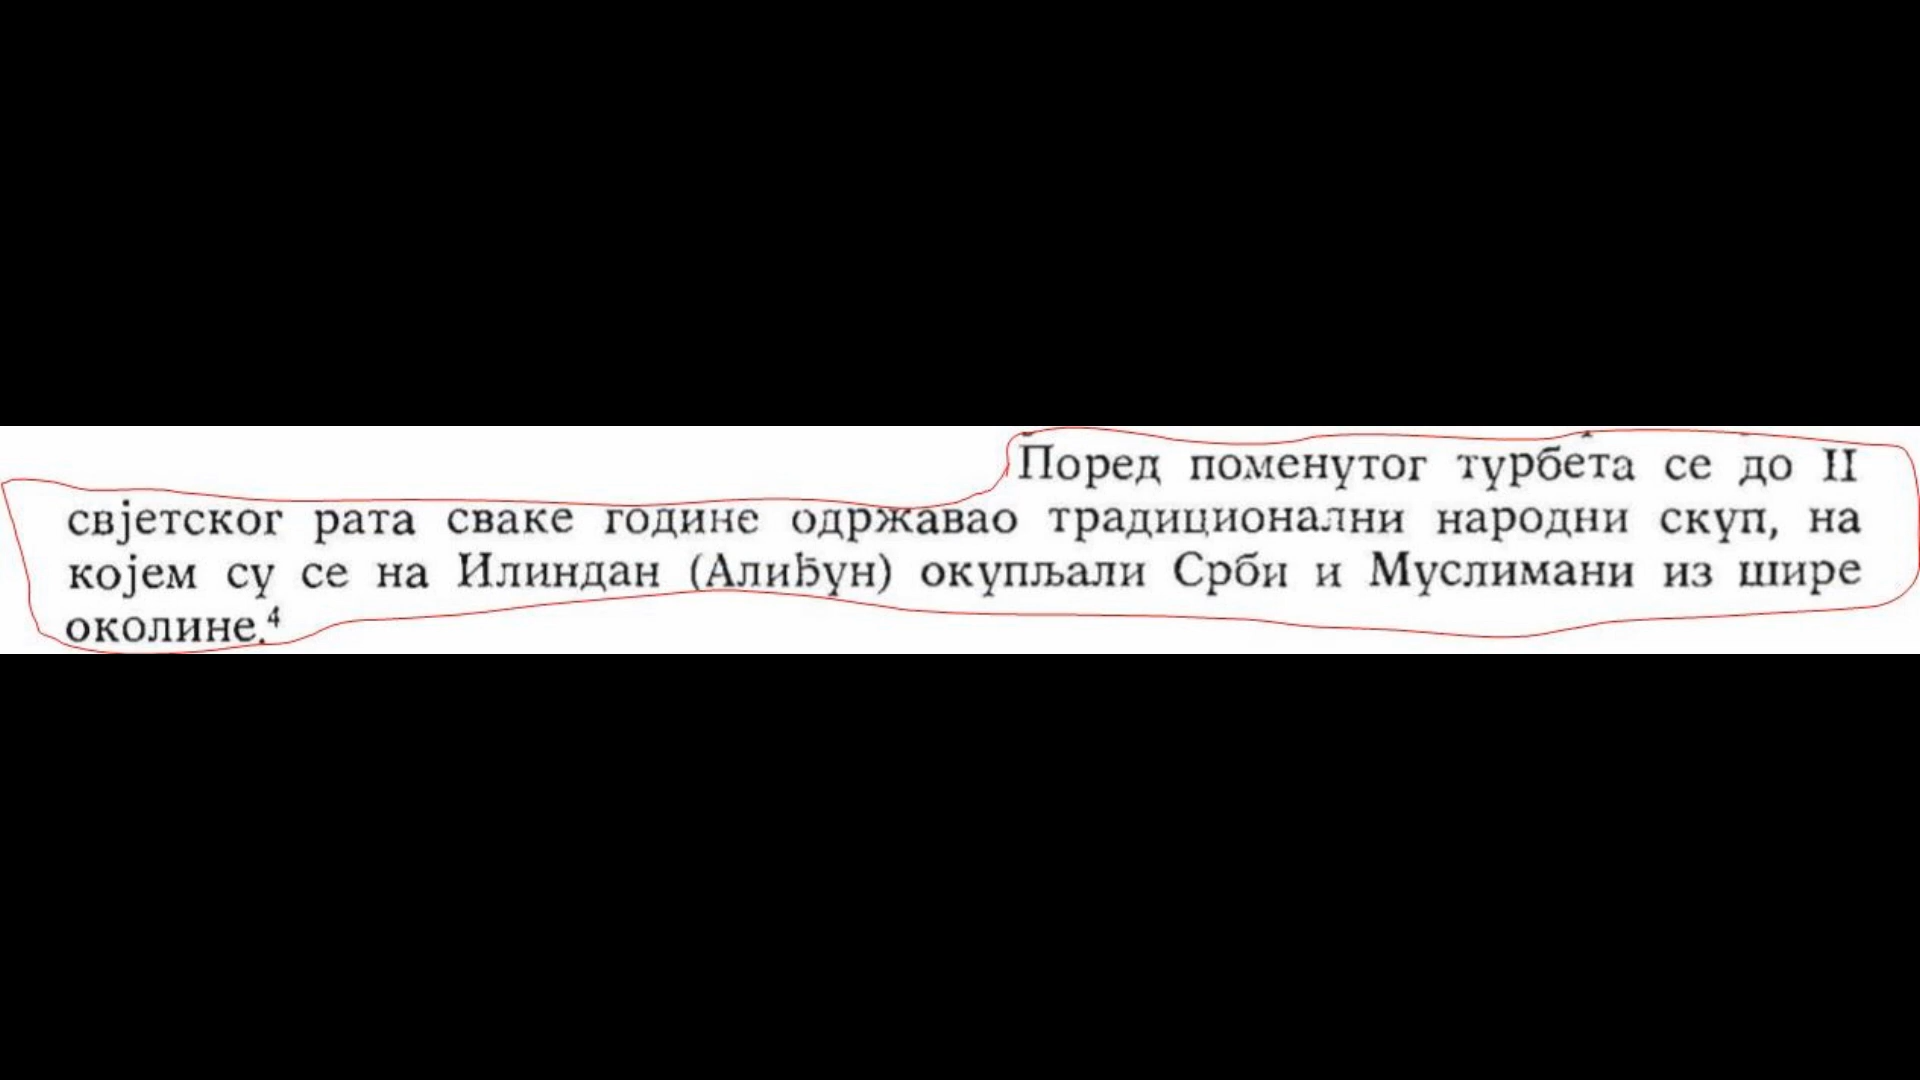 Поред поменутог турбета се до II
свјетског рата сваке године одржавао традиционални народни скуп, на
којем су се на Илиндан (Алиђун) окупљали Срби и Муслимани из шире
околине.⁴